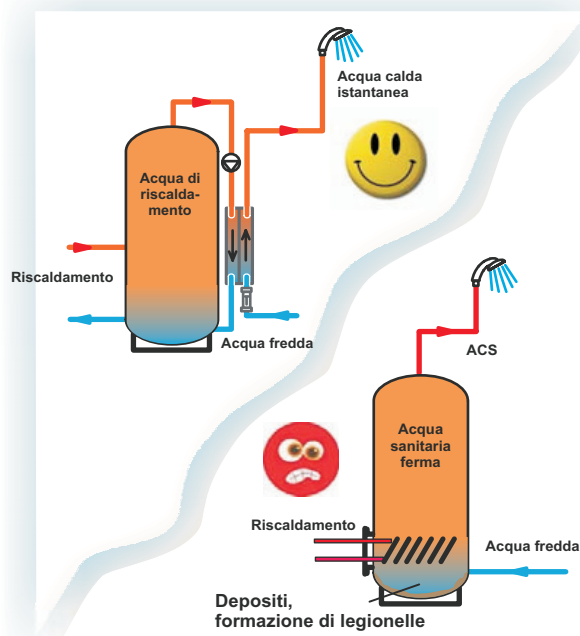 Acqua calda
istantanea
Acqua di
riscalda-
mento
Riscaldamento
Acqua fredda
ACS
Acqua
sanitaria
ferma
Riscaldamento
Acqua fredda
Depositi,
formazione di legionelle